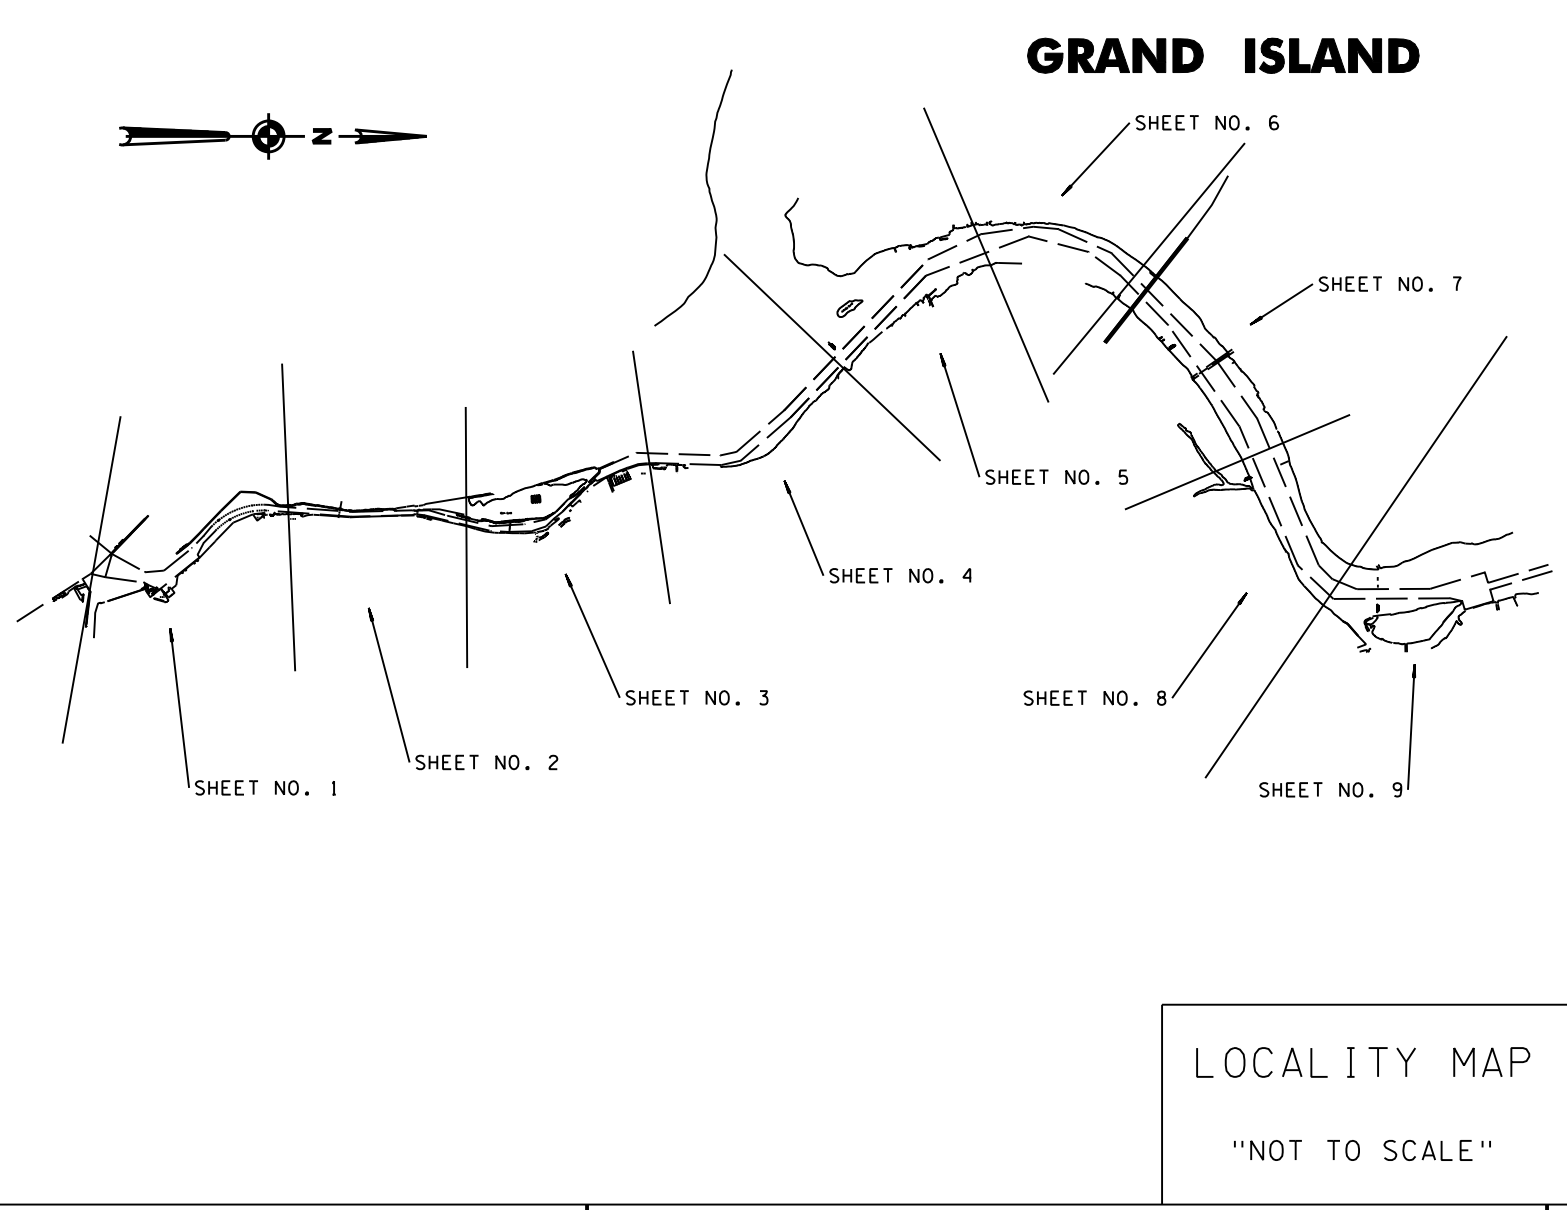 GRAND ISLAND
SHEET NO. 6
N
SHEET NO. 7
SHEET NO. 5
SHEET NO. 4
SHEET NO. 3
SHEET NO. 8
SHEET NO. 2
SHEET NO. 1
SHEET NO. 9
LOCALITY MAP
"NOT TO SCALE"